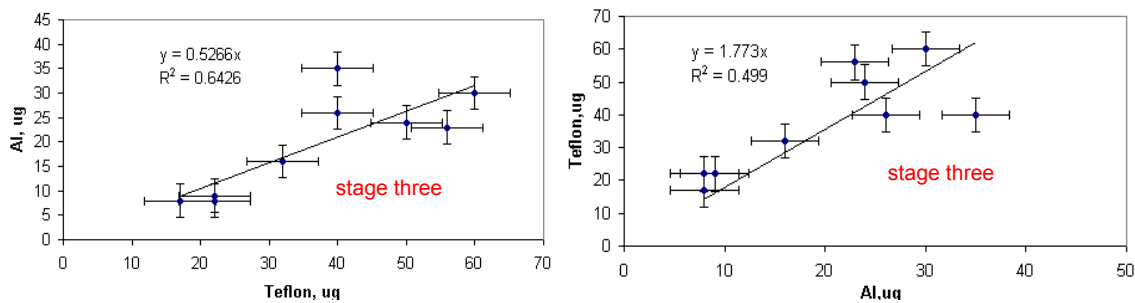 45
40
35
30
25
20
15
10
5
0
Al, ug
y = 0.5266x
R² = 0.6426
stage three
0 10 20 30 40 50 60 70
Teflon, ug
70
60
50
40
30
20
10
0
Teflon,ug
y = 1.773x
R² = 0.499
stage three
0 10 20 30 40 50
Al,ug